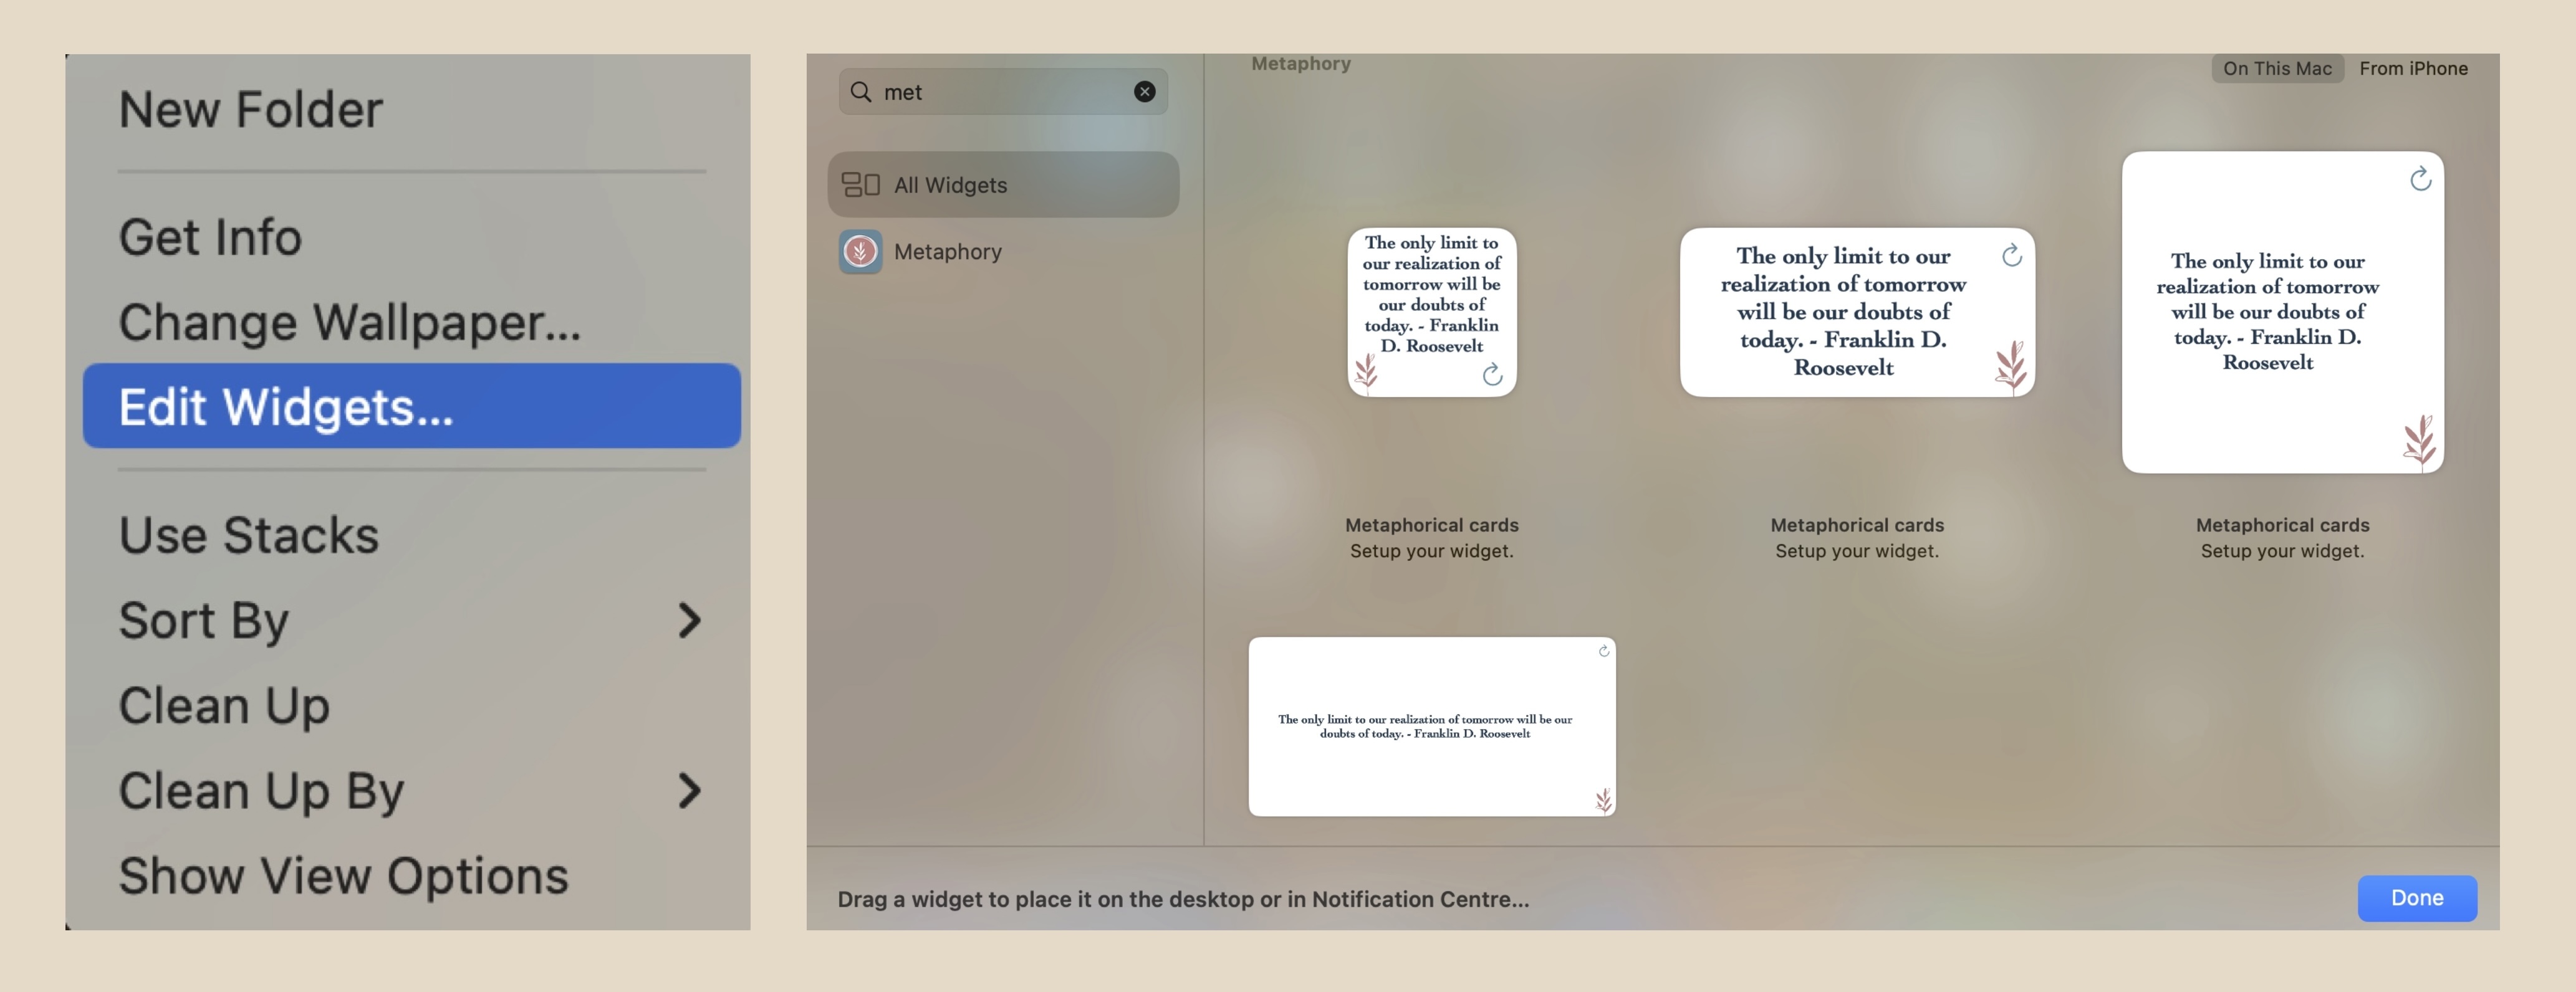 New Folder
Get Info
Change Wallpaper...
Edit Widgets...
Use Stacks
Sort By
Clean Up
Clean Up By
Show View Options
met
All Widgets
Metaphory
Metaphory
On This Mac
From iPhone
The only limit to
our realization of
tomorrow will be
our doubts of
today. - Franklin
D. Roosevelt
Metaphorical cards
Setup your widget.
The only limit to our
realization of tomorrow
will be our doubts of
today. - Franklin D.
Roosevelt
Metaphorical cards
Setup your widget.
The only limit to our
realization of tomorrow
will be our doubts of
today. - Franklin D.
Roosevelt
Metaphorical cards
Setup your widget.
The only limit to our realization of tomorrow will be our
doubts of today. - Franklin D. Roosevelt
Drag a widget to place it on the desktop or in Notification Centre...
Done